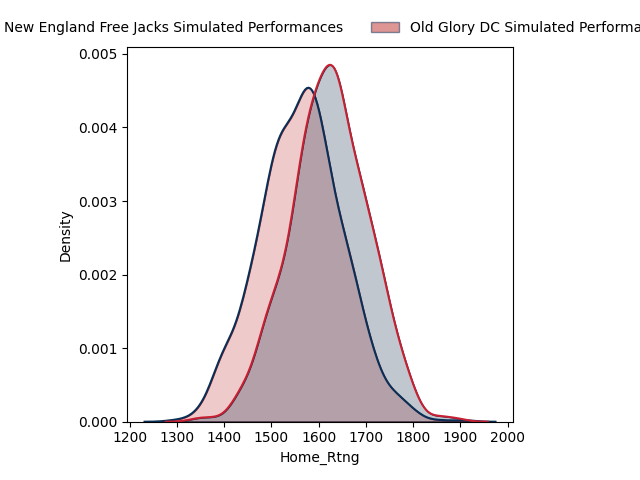 New England Free Jacks Simulated Performances
Old Glory DC Simulated Performa
0.005
0.004
0.003
0.002
0.001
0.000
Density
1200 1300 1400 1500 1600 1700 1800 1900 2000
Home_Rtng